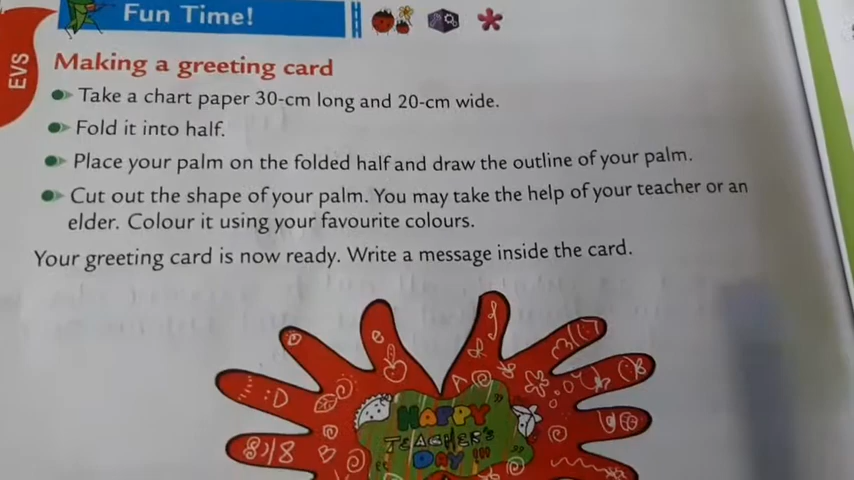 Fun Time!
EVS
Making a greeting card
Take a chart paper 30-cm long and 20-cm wide.
Fold it into half.
Place your palm on the folded half and draw the outline of your palm.
Cut out the shape of your palm. You may take the help of your teacher or an
elder. Colour it using your favourite colours.
Your greeting card is now ready. Write a message inside the card.
HAPPY
TEACHER'S
DAY!!!